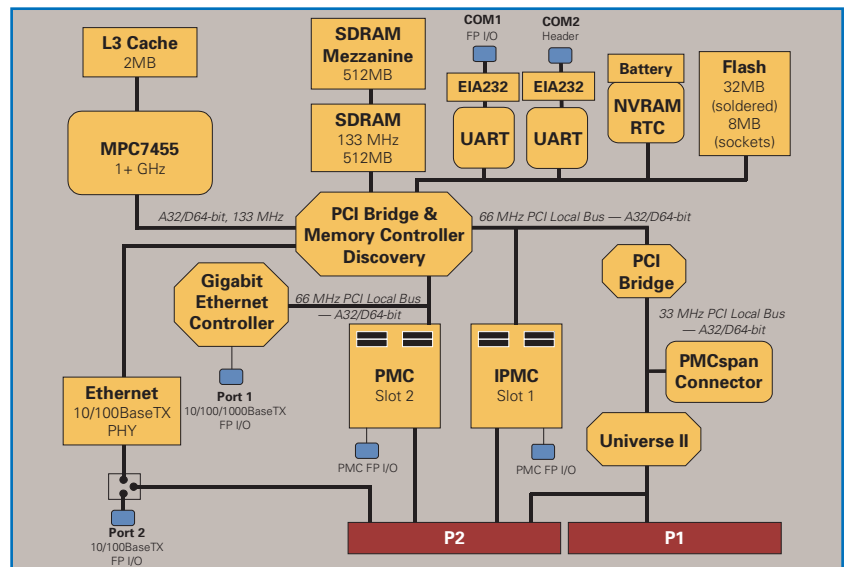 COM1
FP I/O
COM2
Header
L3 Cache
2MB
SDRAM
Mezzanine
512MB
EIA232
EIA232
Battery
NVRAM
RTC
Flash
32MB
(soldered)
8MB
(sockets)
MPC7455
1+ GHz
SDRAM
133 MHz
512MB
UART
UART
A32/D64-bit, 133 MHz
PCI Bridge &
Memory Controller
Discovery
66 MHz PCI Local Bus — A32/D64-bit
PCI
Bridge
Gigabit
Ethernet
Controller
66 MHz PCI Local Bus
— A32/D64-bit
33 MHz PCI Local Bus
— A32/D64-bit
PMC
Slot 2
IPMC
Slot 1
PMCspan
Connector
Ethernet
10/100BaseTX
PHY
Port 1
10/100/1000BaseTX
FP I/O
Universe II
PMC FP I/O
PMC FP I/O
Port 2
10/100BaseTX
FP I/O
P2
P1